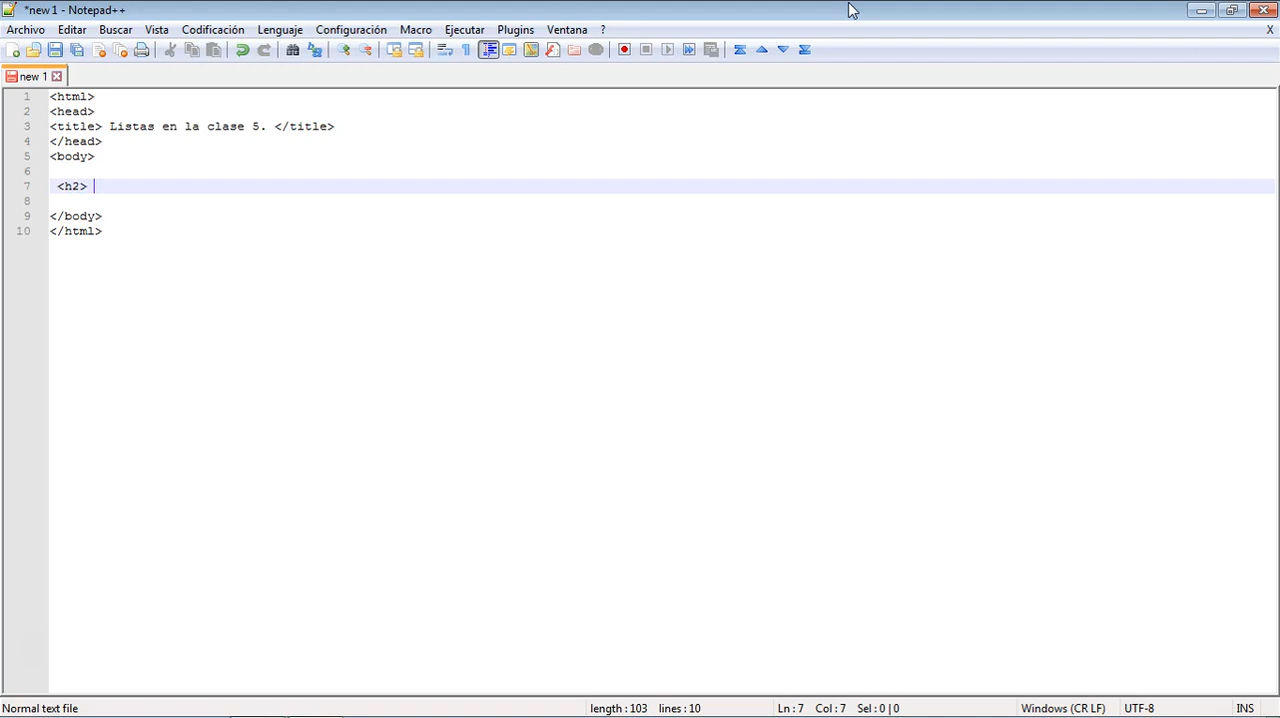 *new 1 - Notepad++
Archivo Editar Buscar Vista Codificación Lenguaje Configuración Macro Ejecutar Plugins Ventana ? X
new 1
1 <html>
2 <head>
3 <title> Listas en la clase 5. </title>
4 </head>
5 <body>
6
7 <h2>
8
9 </body>
10 </html>
Normal text file length : 103 lines : 10 Ln : 7 Col : 7 Sel : 0 | 0 Windows (CR LF) UTF-8 INS